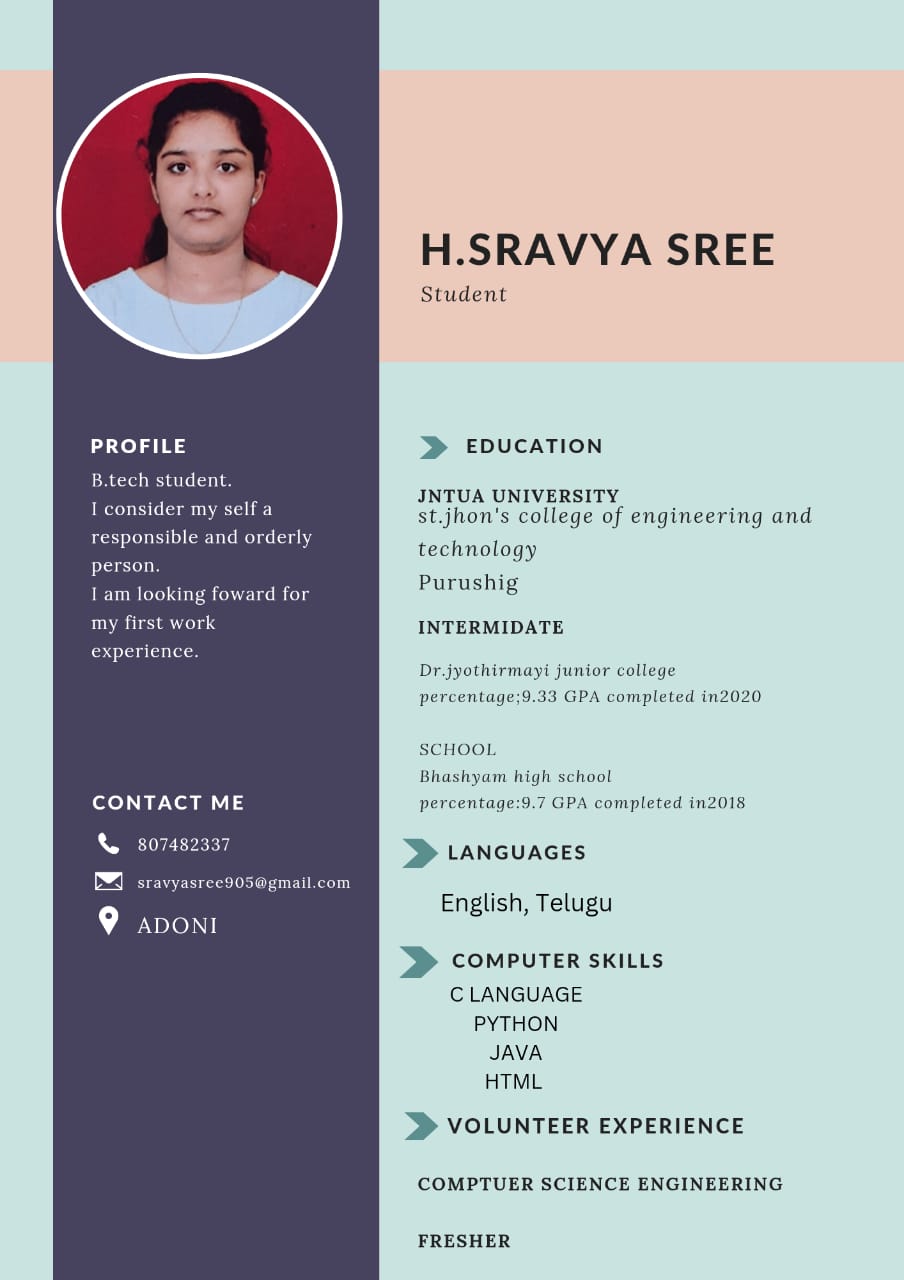 H.SRAVYA SREE
Student
PROFILE
B.tech student.
I consider my self a
responsible and orderly
person.
I am looking foward for
my first work
experience.
CONTACT ME
807482337
sravyasree905@gmail.com
ADONI
EDUCATION
JNTUA UNIVERSITY
st.jhon's college of engineering and
technology
Purushig
INTERMIDATE
Dr.jyothirmayi junior college
percentage;9.33 GPA completed in2020
SCHOOL
Bhashyam high school
percentage:9.7 GPA completed in2018
LANGUAGES
English, Telugu
COMPUTER SKILLS
C LANGUAGE
PYTHON
JAVA
HTML
VOLUNTEER EXPERIENCE
COMPTUER SCIENCE ENGINEERING
FRESHER